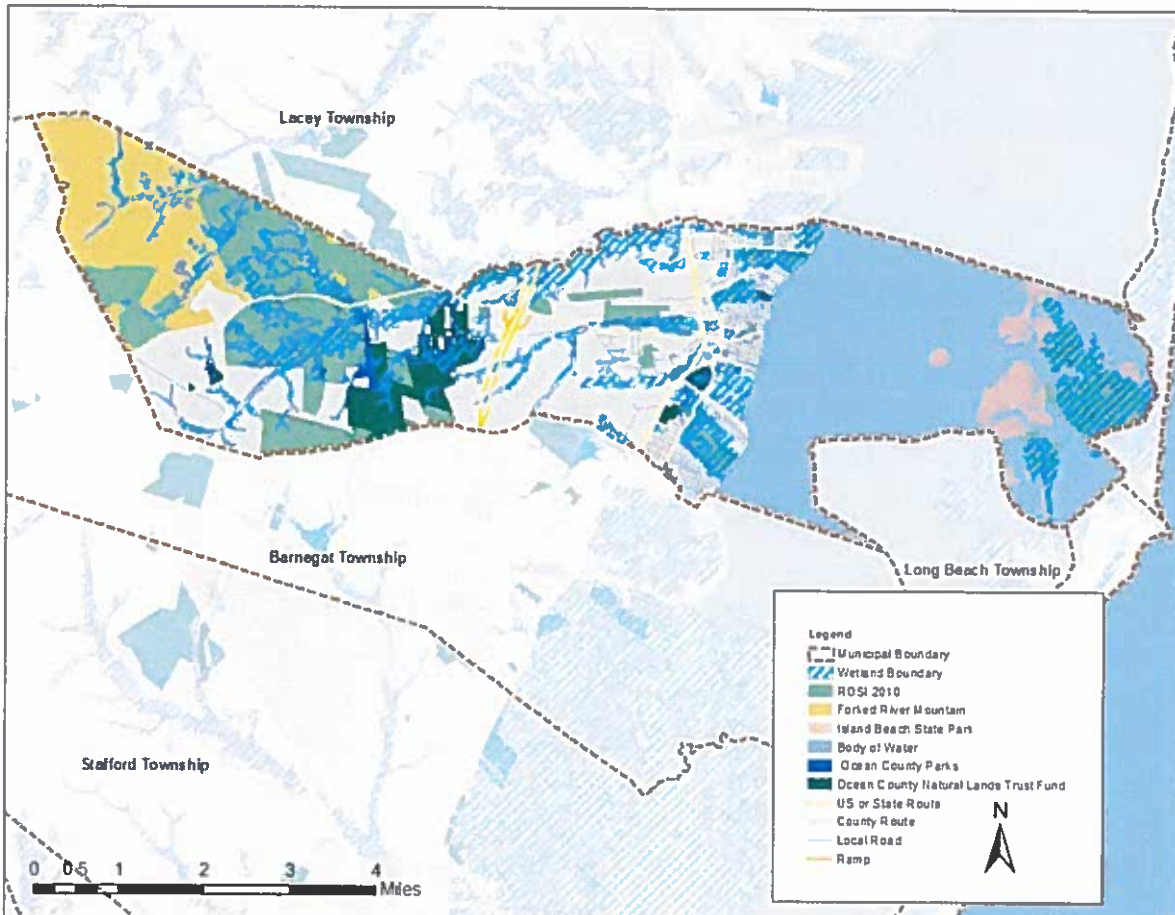 Lacey Township
Barnegat Township
Long Beach Township
Stafford Township
Legend
Municipal Boundary
Wetland Boundary
ROSI 2010
Forked River Mountain
Island Beach State Park
Body of Water
Ocean County Parks
Ocean County Natural Lands Trust Fund
US or State Route
County Route
Local Road
Ramp
N
0 0.5 1 2 3 4
Miles